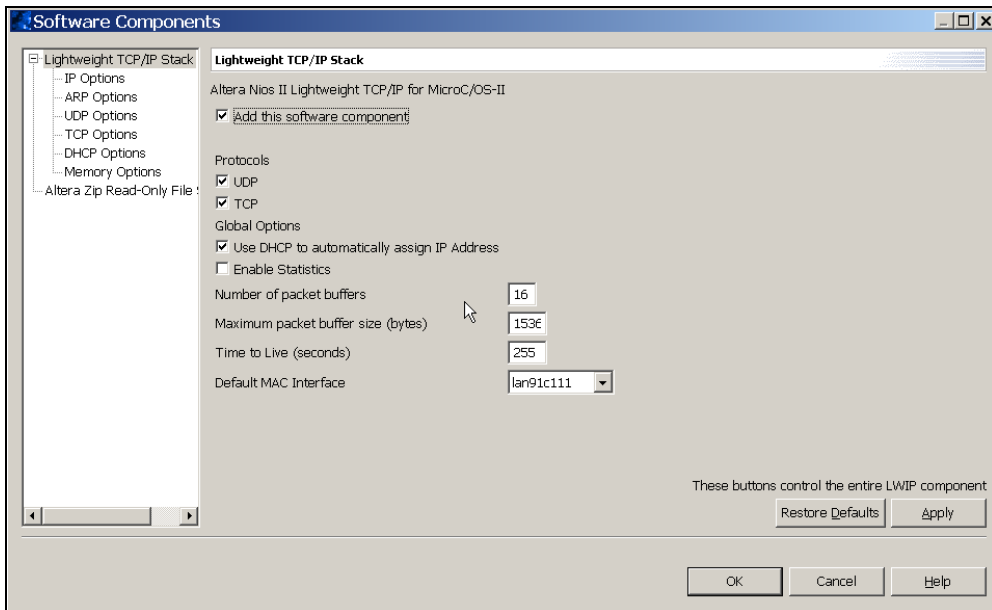 Software Components
Lightweight TCP/IP Stack
IP Options
ARP Options
UDP Options
TCP Options
DHCP Options
Memory Options
Altera Zip Read-Only File
Lightweight TCP/IP Stack
Altera Nios II Lightweight TCP/IP for MicroC/OS-II
Add this software component
Protocols
UDP
TCP
Global Options
Use DHCP to automatically assign IP Address
Enable Statistics
Number of packet buffers 16
Maximum packet buffer size (bytes) 1536
Time to Live (seconds) 255
Default MAC Interface lan91c111
These buttons control the entire LWIP component
Restore Defaults Apply
OK Cancel Help